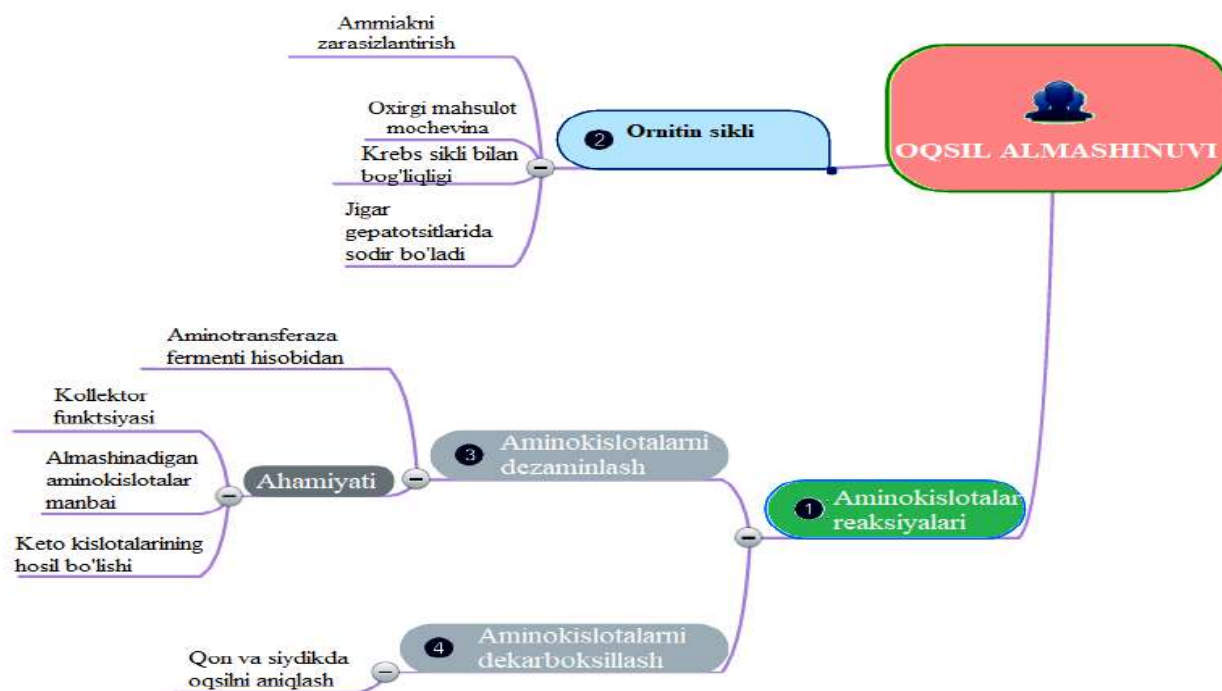 OQSIL ALMASHINUVI
2 Ornitin sikli
Ammiakni
zarasizlantirish
Oxirgi mahsulot
mochevina
Krebs sikli bilan
bog'liqligi
Jigar
gepatotsitlarida
sodir bo'ladi
1 Aminokislotalar
reaksiyalari
3 Aminokislotalarni
dezaminlash
Aminotransferaza
fermenti hisobidan
Ahamiyati
Kollektor
funktsiyasi
Almashinadigan
aminokislotalar
manbai
Keto kislotalarining
hosil bo'lishi
4 Aminokislotalarni
dekarboksillash
Qon va siydikda
oqsilni aniqlash